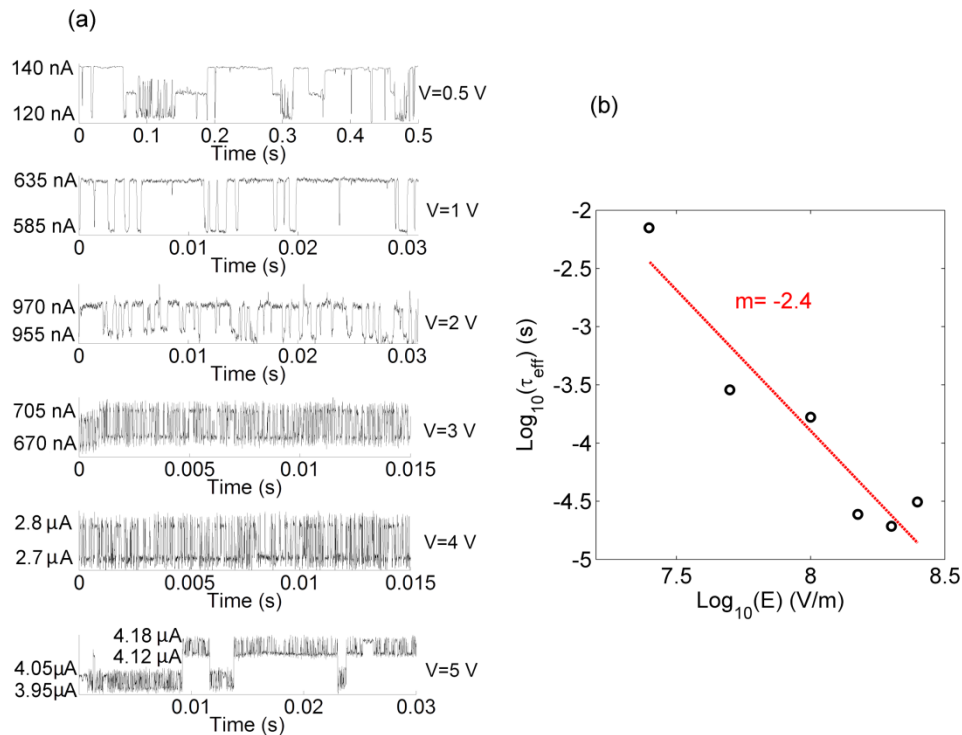 (a)
140 nA
120 nA
V=0.5 V
0 0.1 0.2 0.3 0.4 0.5
Time (s)
635 nA
585 nA
V=1 V
0 0.01 0.02 0.03
Time (s)
970 nA
955 nA
V=2 V
0 0.01 0.02 0.03
Time (s)
705 nA
670 nA
V=3 V
0 0.005 0.01 0.015
Time (s)
2.8 µA
2.7 µA
V=4 V
0 0.005 0.01 0.015
Time (s)
4.18 µA
4.12 µA
4.05µA
3.95µA
V=5 V
0.01 0.02 0.03
Time (s)
(b)
-2
-2.5
-3
-3.5
-4
-4.5
-5
Log10(τeff) (s)
m= -2.4
7.5 8 8.5
Log10(E) (V/m)